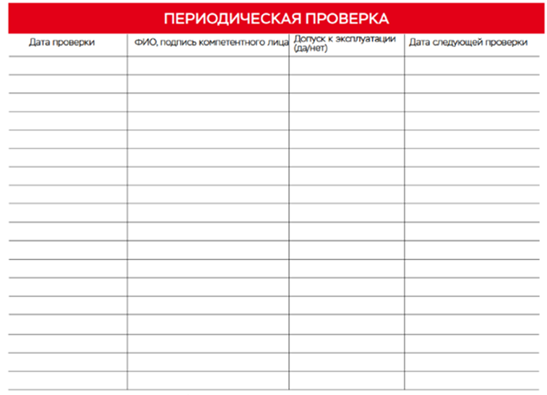 ПЕРИОДИЧЕСКАЯ ПРОВЕРКА
Дата проверки
ФИО, подпись компетентного лица
Допуск к эксплуатации
(да/нет)
Дата следующей проверки